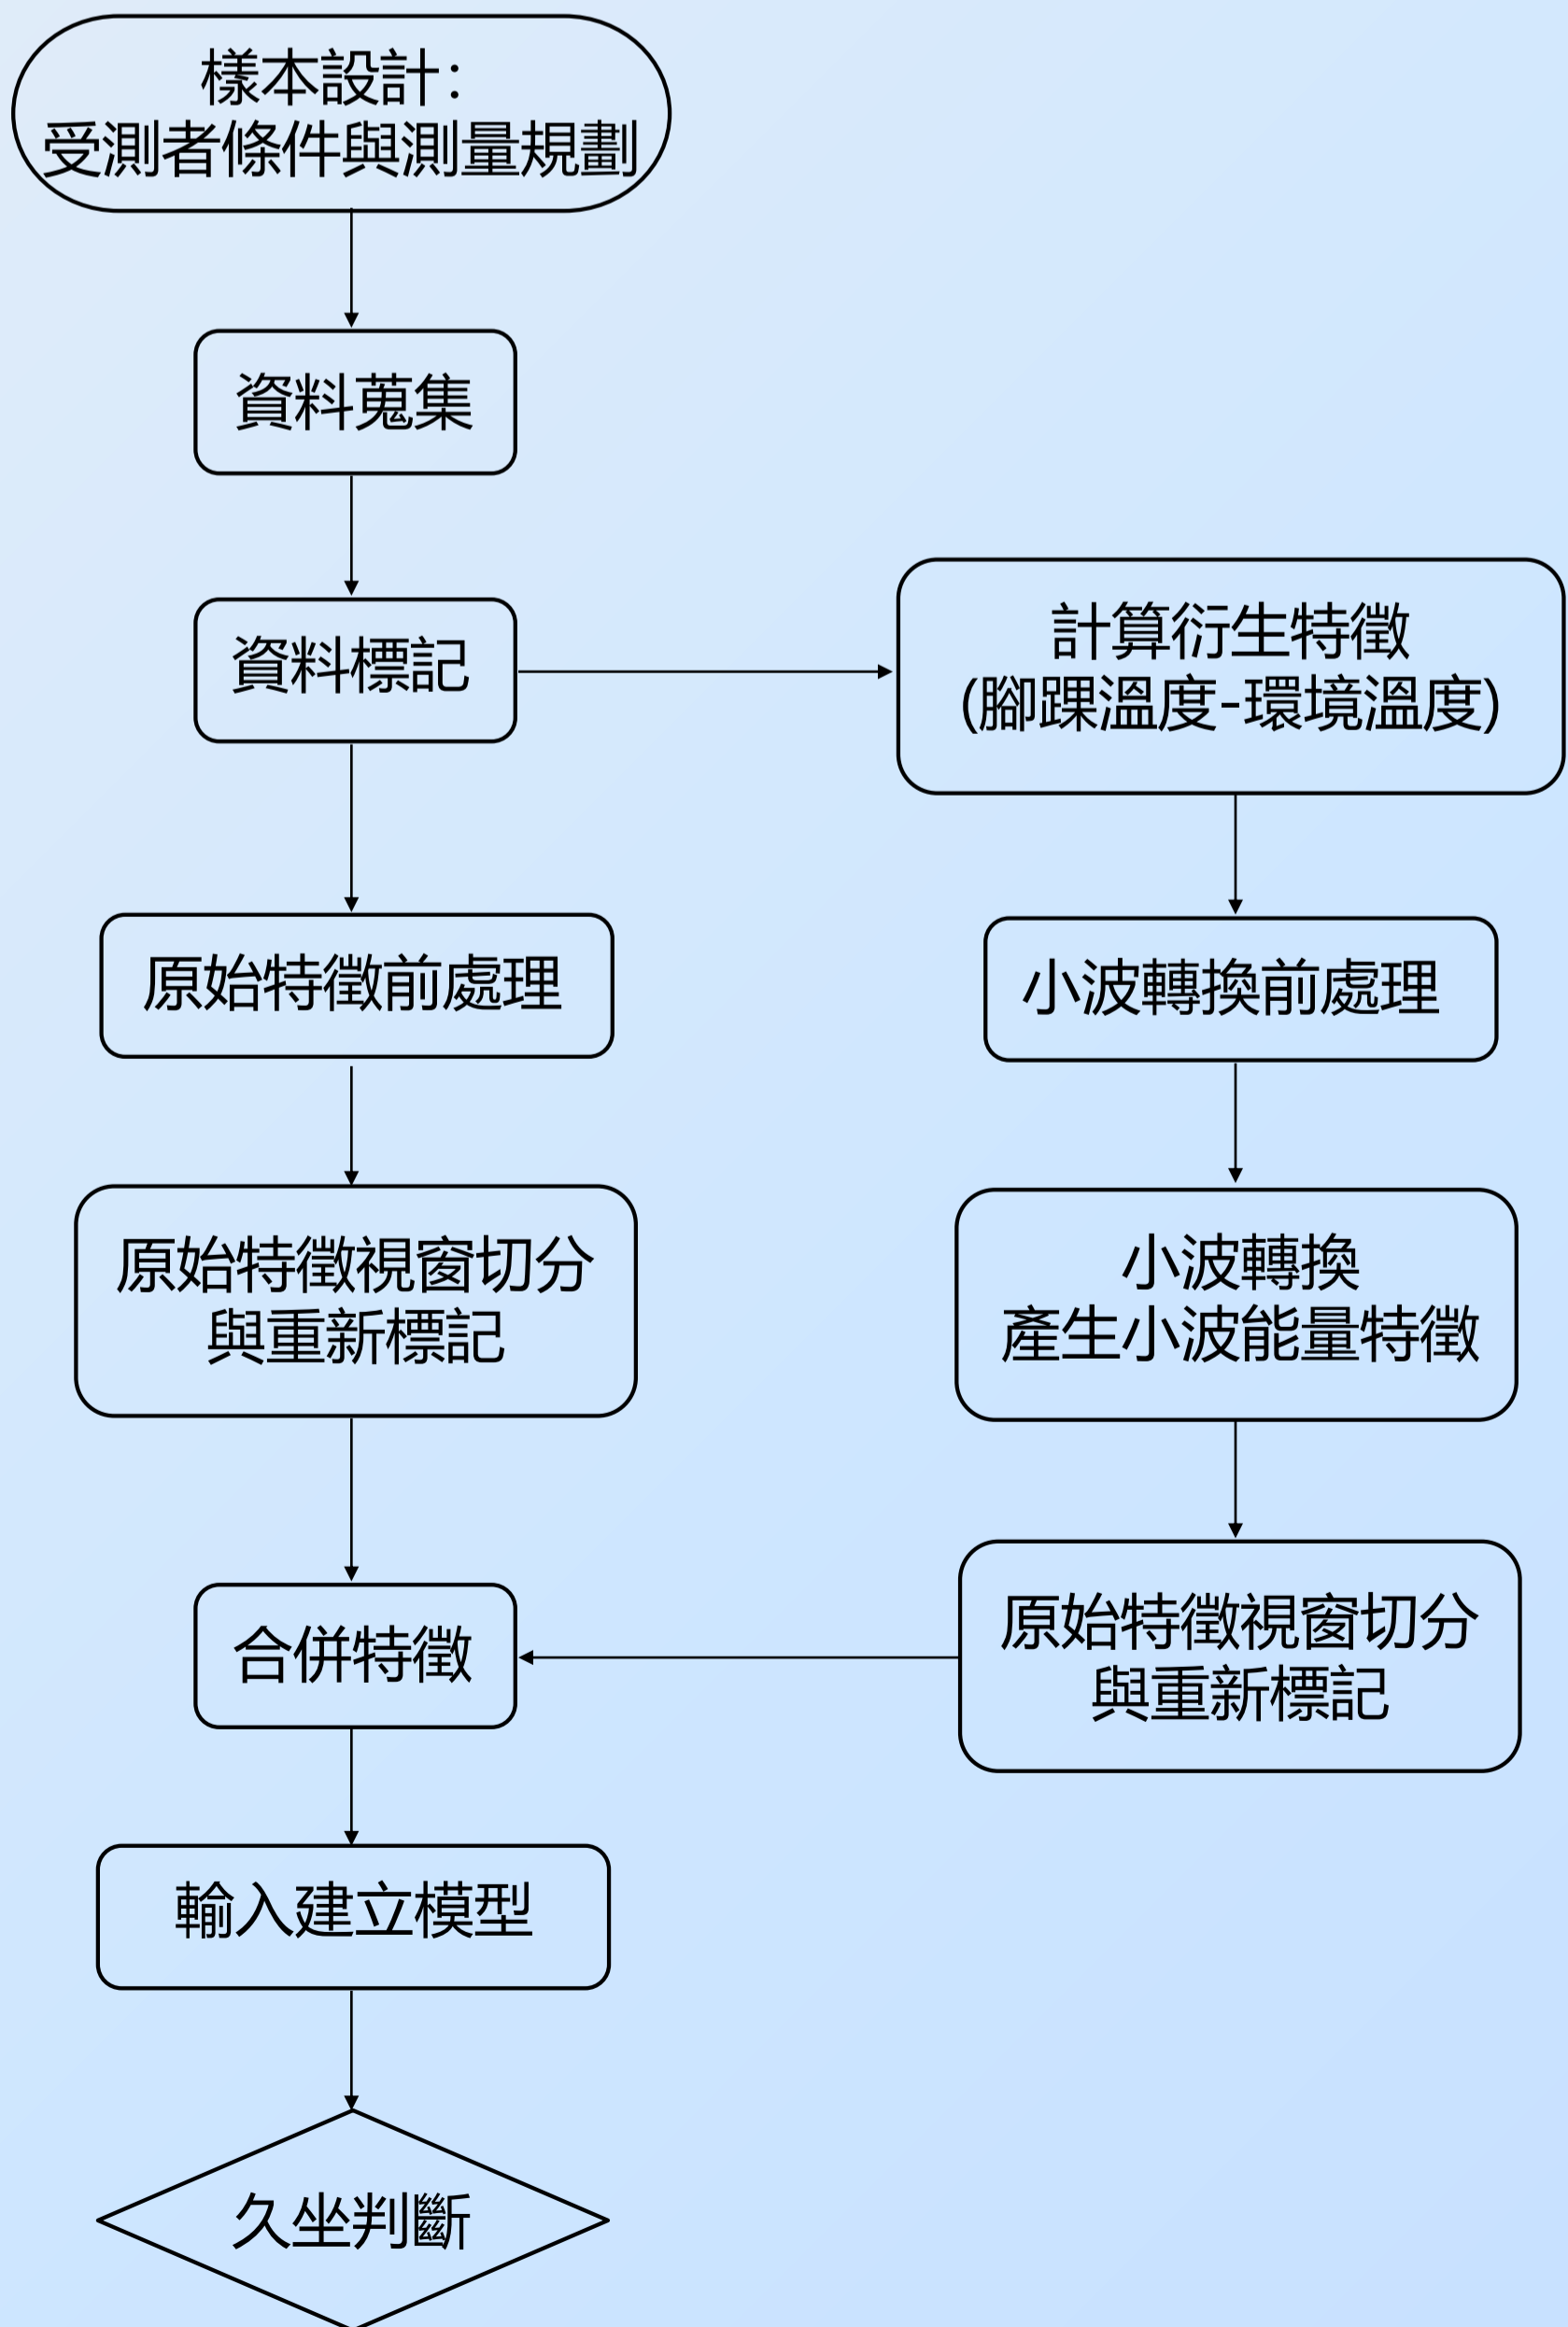 樣本設計：
受測者條件與測量規劃
資料蒐集
資料標記
計算衍生特徵
(腳踝溫度-環境溫度)
原始特徵前處理
小波轉換前處理
原始特徵視窗切分
與重新標記
小波轉換
產生小波能量特徵
合併特徵
原始特徵視窗切分
與重新標記
輸入建立模型
久坐判斷